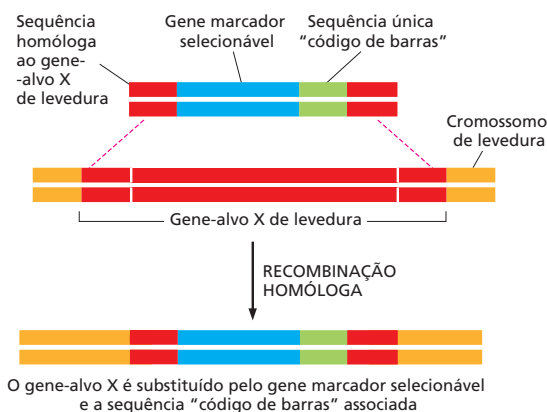 Sequência
homóloga
ao gene-
-alvo X
de levedura
Gene marcador
selecionável
Sequência única
“código de barras”
Cromossomo
de levedura
Gene-alvo X de levedura
RECOMBINAÇÃO
HOMÓLOGA
O gene-alvo X é substituído pelo gene marcador selecionável
e a sequência “código de barras” associada